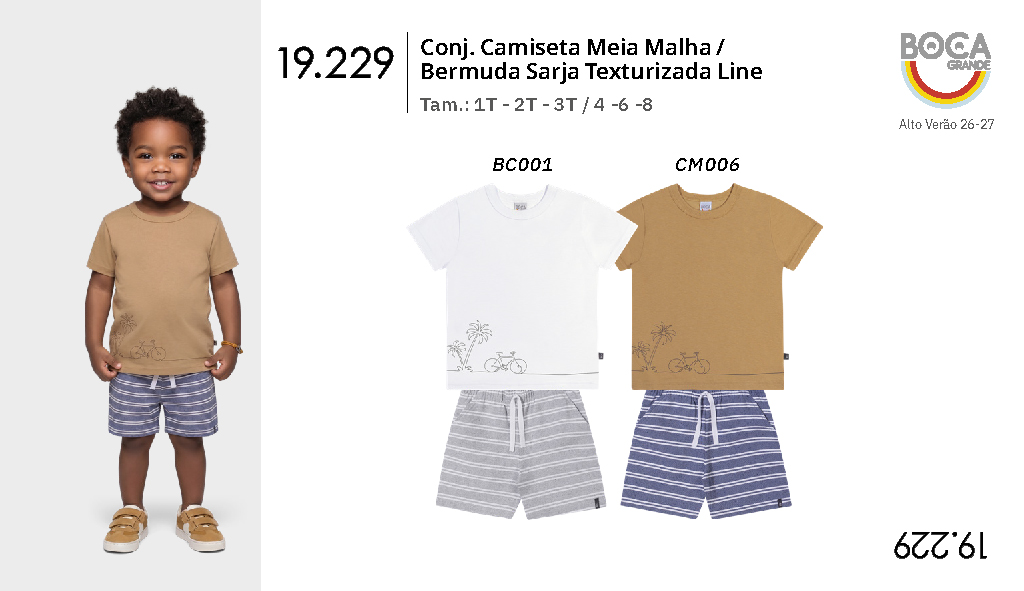 19.229
Conj. Camiseta Meia Malha /
Bermuda Sarja Texturizada Line
Tam.: 1T - 2T - 3T / 4 -6 -8
BOCA
GRANDE
Alto Verão 26-27
BC001
CM006
BOCA
19.229